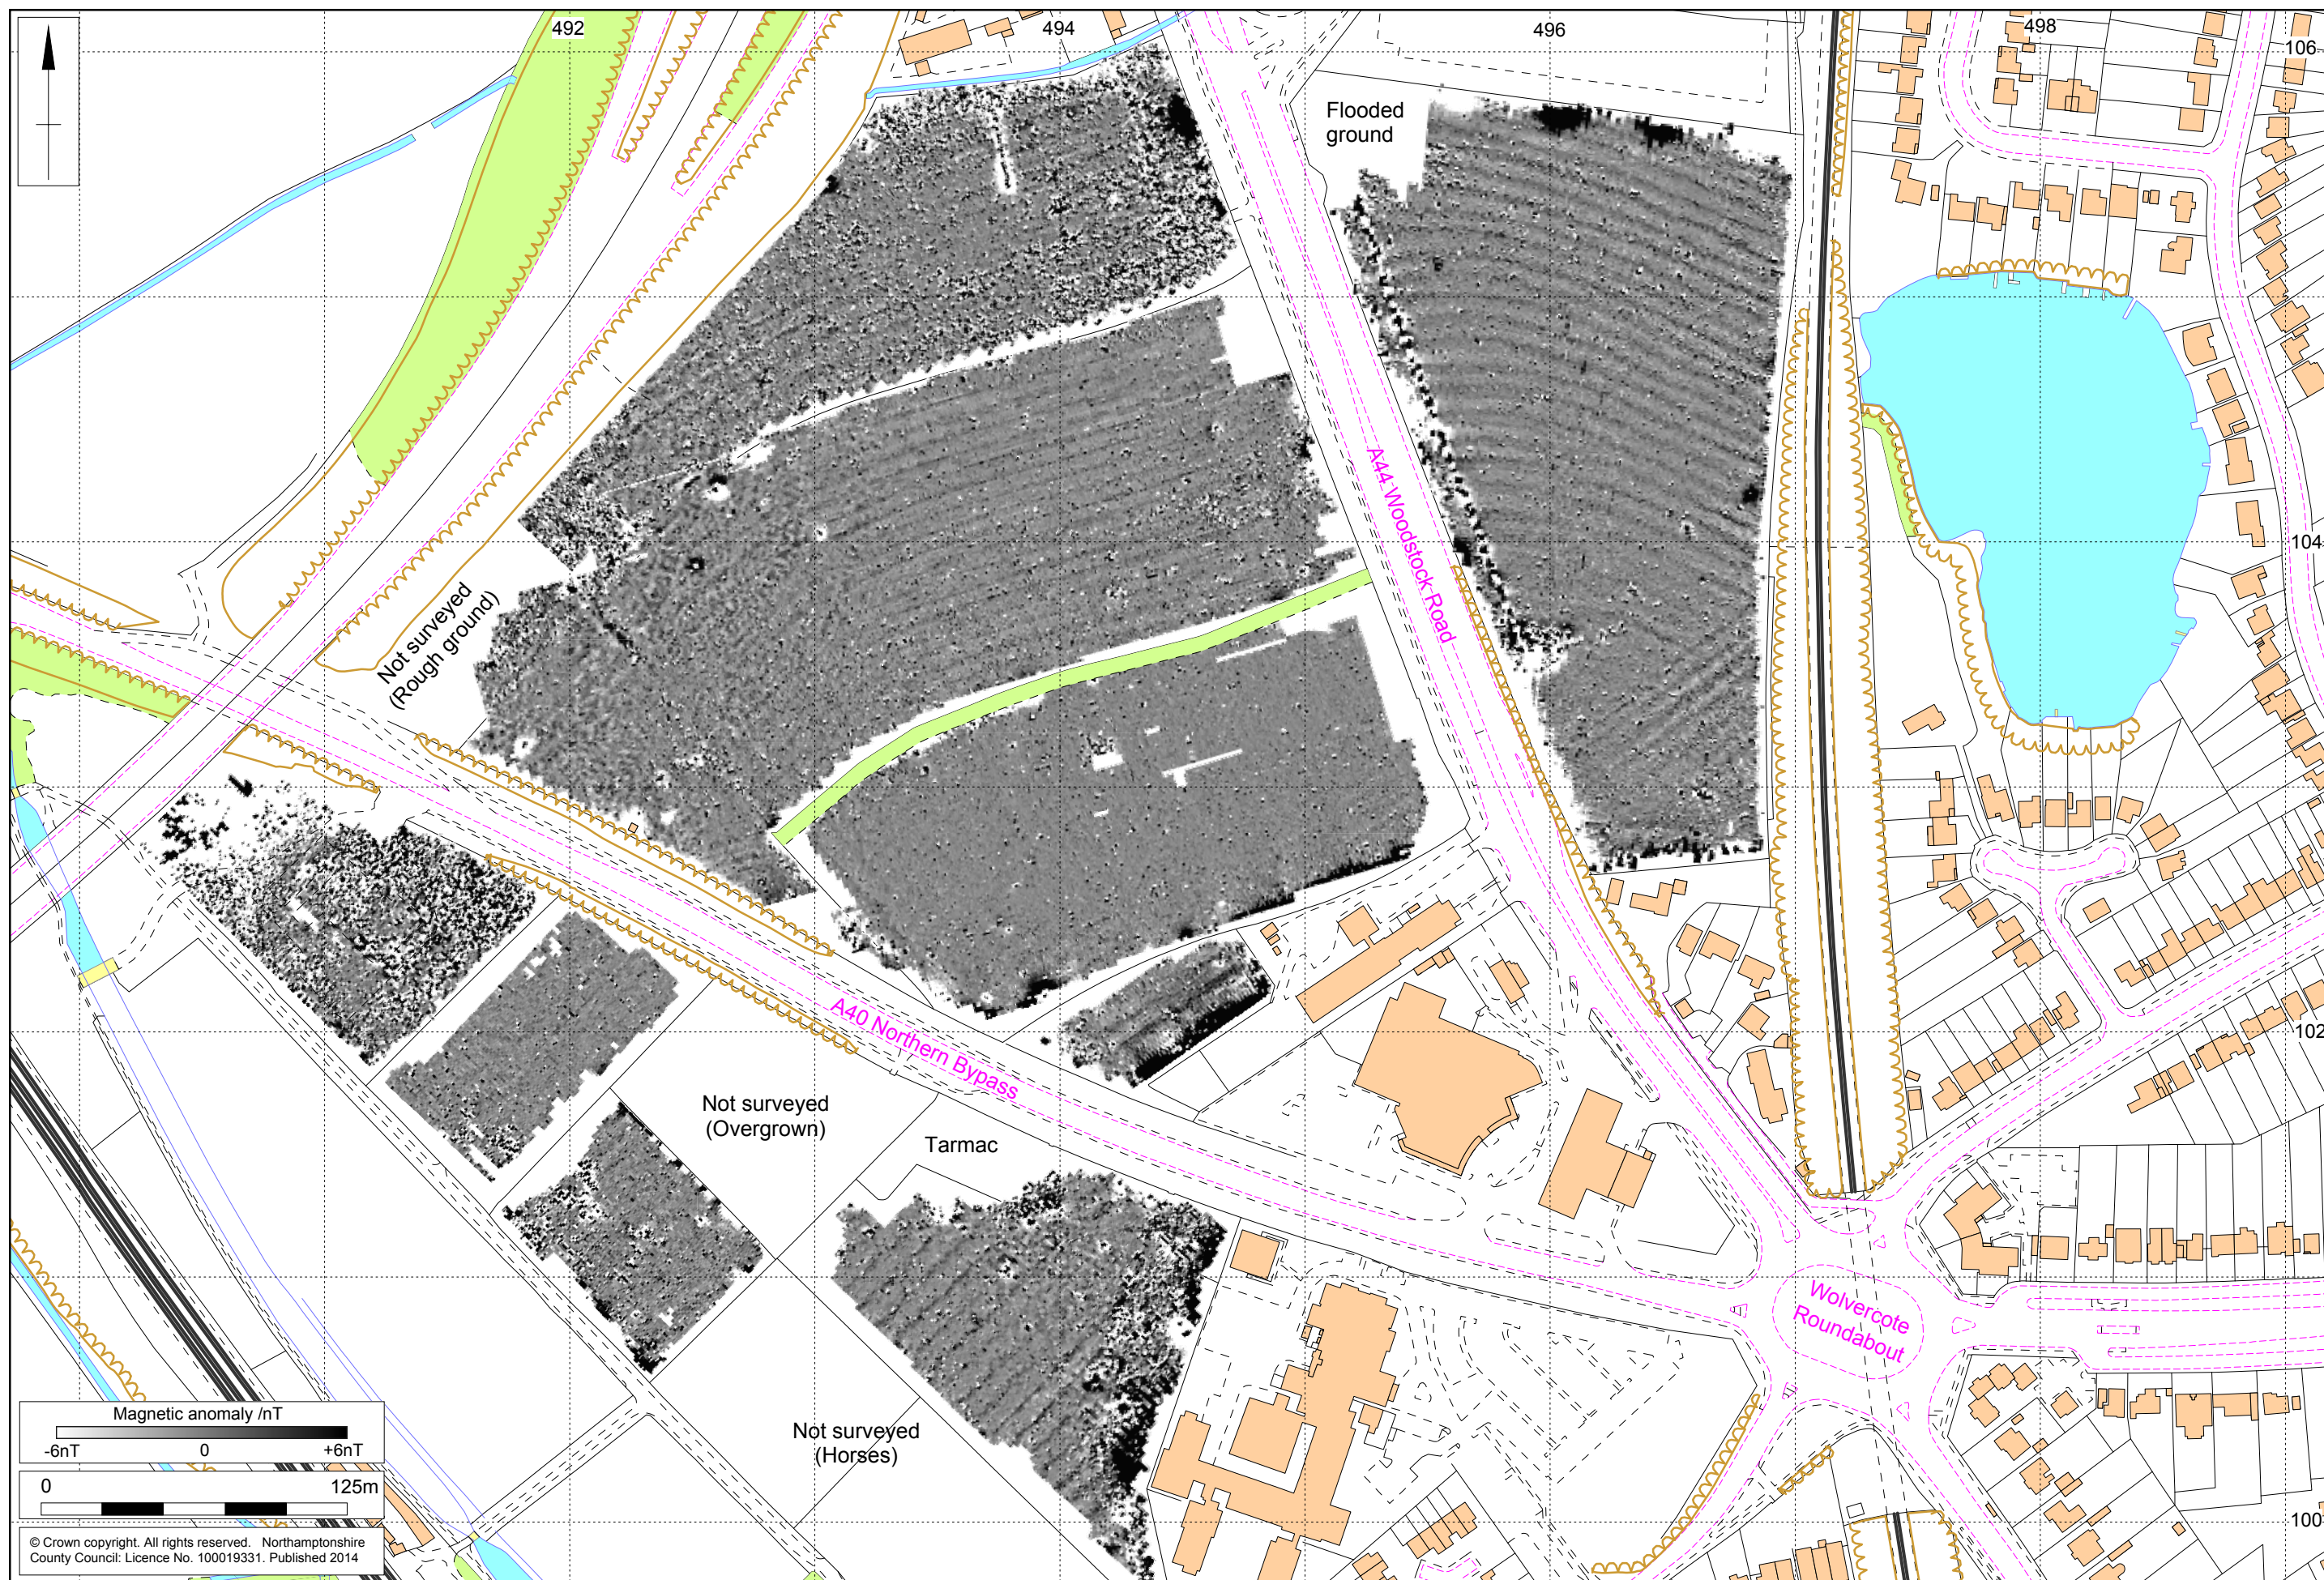 492
494
496
498
106
Flooded
ground
A44 Woodstock Road
104
Not surveyed
(Rough ground)
A40 Northern Bypass
102
Not surveyed
(Overgrown)
Tarmac
Wolvercote
Roundabout
Not surveyed
(Horses)
Magnetic anomaly /nT
-6nT 0 +6nT
0 125m
100
© Crown copyright. All rights reserved. Northamptonshire
County Council: Licence No. 100019331. Published 2014